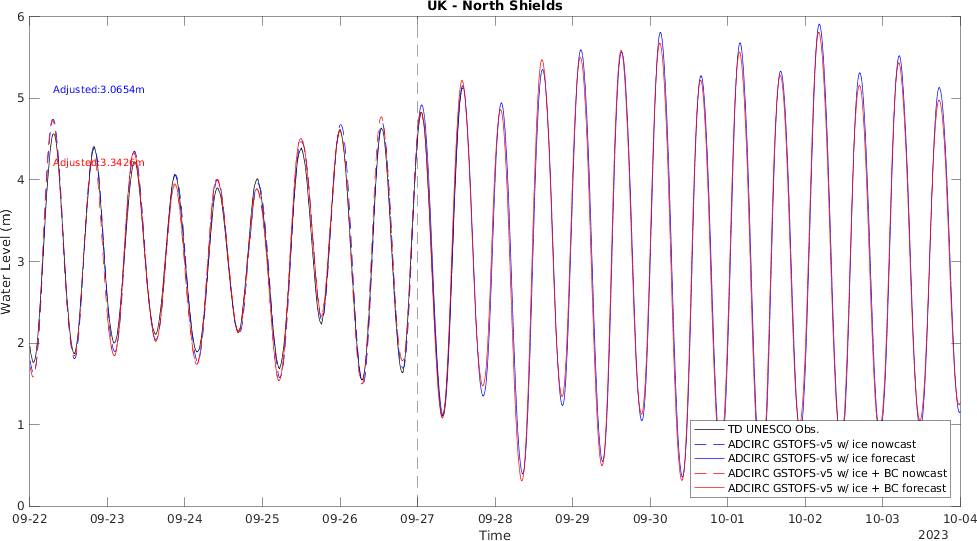 UK - North Shields
6
5
4
3
2
1
0
Water Level (m)
Adjusted:3.0654m
Adjusted:3.3426m
TD UNESCO Obs.
ADCIRC GSTOFS-v5 w/ ice nowcast
ADCIRC GSTOFS-v5 w/ ice forecast
ADCIRC GSTOFS-v5 w/ ice + BC nowcast
ADCIRC GSTOFS-v5 w/ ice + BC forecast
09-22 09-23 09-24 09-25 09-26 09-27 09-28 09-29 09-30 10-01 10-02 10-03 10-04
Time
2023